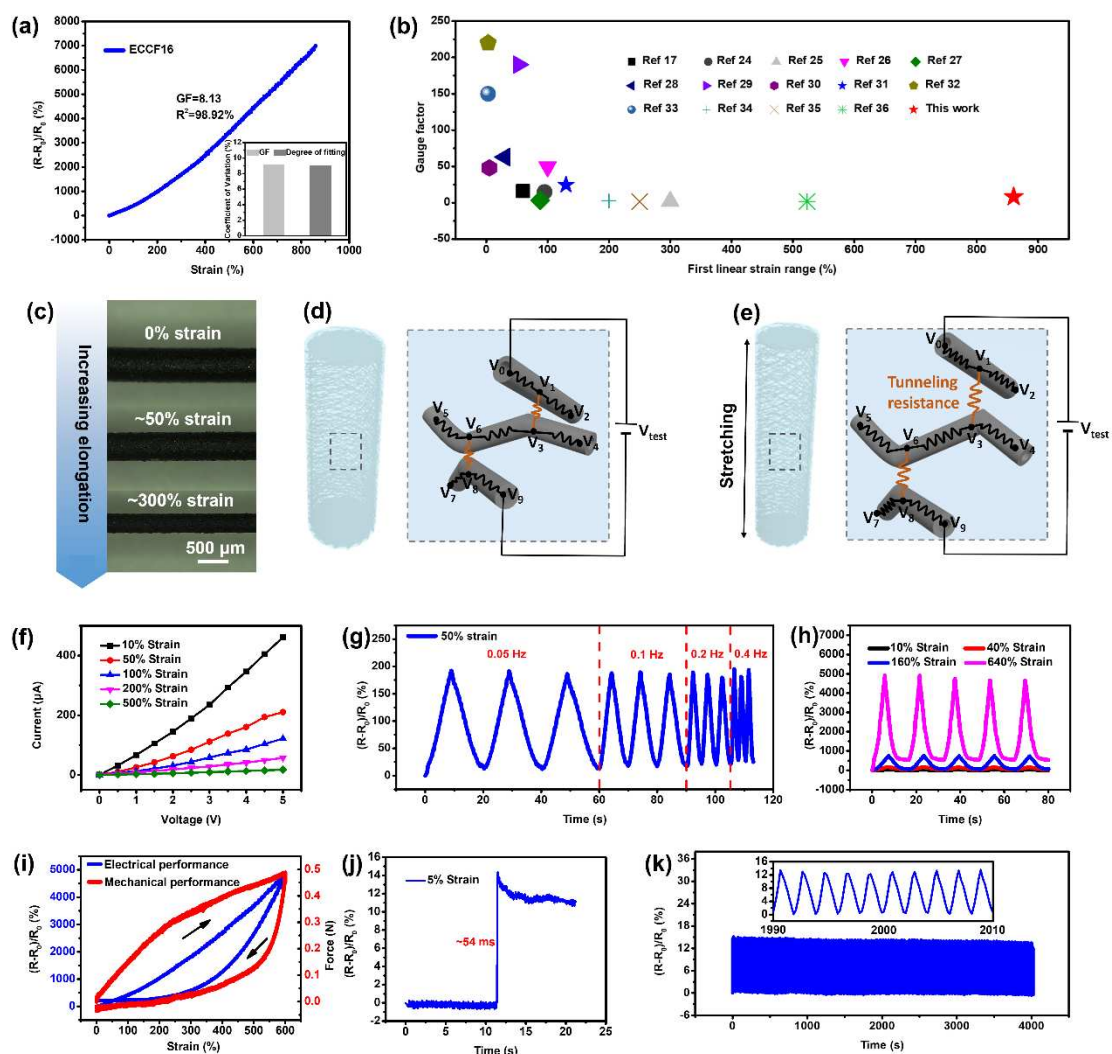 (a)
8000
7000
6000
5000
4000
3000
2000
1000
0
-1000
(R-R0)/R0 (%)
ECCF16
GF=8.13
R²=98.92%
Coefficient of Variation (%)
12
10
8
6
4
2
0
GF Degree of fitting
0 200 400 600 800 1000
Strain (%)
(b)
250
200
150
100
50
0
-50
Gauge factor
Ref 17 Ref 24 Ref 25 Ref 26 Ref 27
Ref 28 Ref 29 Ref 30 Ref 31 Ref 32
Ref 33 Ref 34 Ref 35 Ref 36 This work
0 100 200 300 400 500 600 700 800 900
First linear strain range (%)
(c)
Increasing elongation
0% strain
~50% strain
~300% strain
500 µm
(d)
V0
V1
V2
V5
V6
V3
V4
V7
V8
V9
Vtest
(e)
Stretching
V0
V1
V2
Tunneling
resistance
V5
V6
V3
V4
V7
V8
V9
Vtest
(f)
400
200
0
Current (µA)
10% Strain
50% Strain
100% Strain
200% Strain
500% Strain
0 1 2 3 4 5
Voltage (V)
(g)
250
200
150
100
50
0
(R-R0)/R0 (%)
50% strain
0.05 Hz
0.1 Hz
0.2 Hz
0.4 Hz
0 20 40 60 80 100 120
Time (s)
(h)
6000
5000
4000
3000
2000
1000
0
-1000
(R-R0)/R0 (%)
10% Strain 40% Strain
160% Strain 640% Strain
0 20 40 60 80
Time (s)
(i)
5000
4000
3000
2000
1000
0
(R-R0)/R0 (%)
Electrical performance
Mechanical performance
0.5
0.4
0.3
0.2
0.1
0.0
Force (N)
0 100 200 300 400 500 600
Strain (%)
(j)
16
14
12
10
8
6
4
2
0
-2
(R-R0)/R0 (%)
5% Strain
~54 ms
0 5 10 15 20 25
Time (s)
(k)
36
30
24
18
12
6
0
-6
(R-R0)/R0 (%)
16
12
8
4
0
1990 2000 2010
0 1000 2000 3000 4000
Time (s)